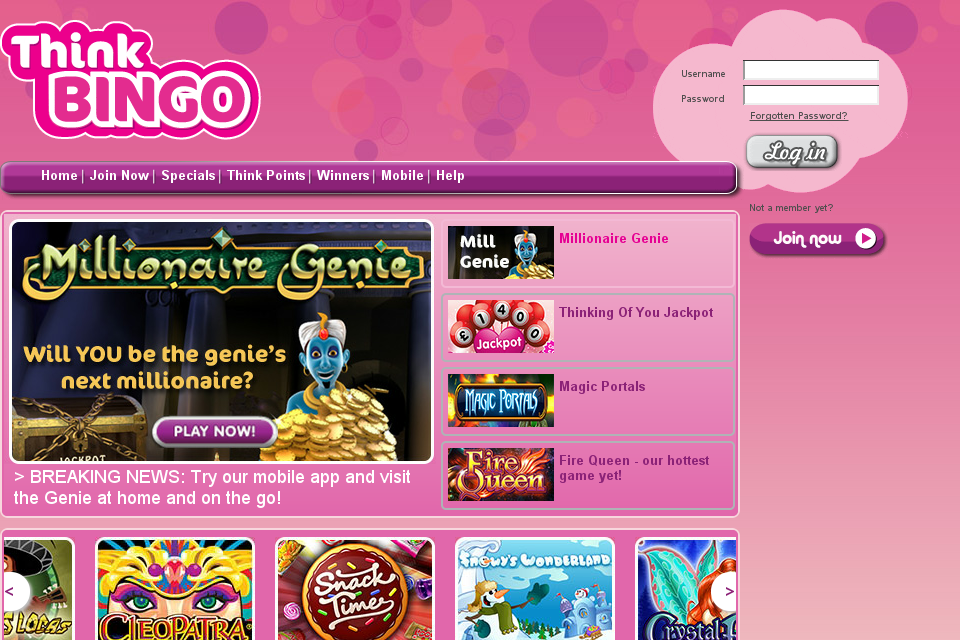 Think
BINGO
Username
Password
Forgotten Password?
Log in
Home | Join Now | Specials | Think Points | Winners | Mobile | Help
Not a member yet?
Join now
Millionaire Genie
Will YOU be the genie's
next millionaire?
PLAY NOW!
JACKPOT
> BREAKING NEWS: Try our mobile app and visit
the Genie at home and on the go!
Mill
Genie
Millionaire Genie
£1400
Jackpot
Thinking Of You Jackpot
MAGIC PORTALS
Magic Portals
Fire
Queen
Fire Queen - our hottest
game yet!
<
CLEOPATRA
Snack
Time
SNOWY'S WONDERLAND
Crystal
>